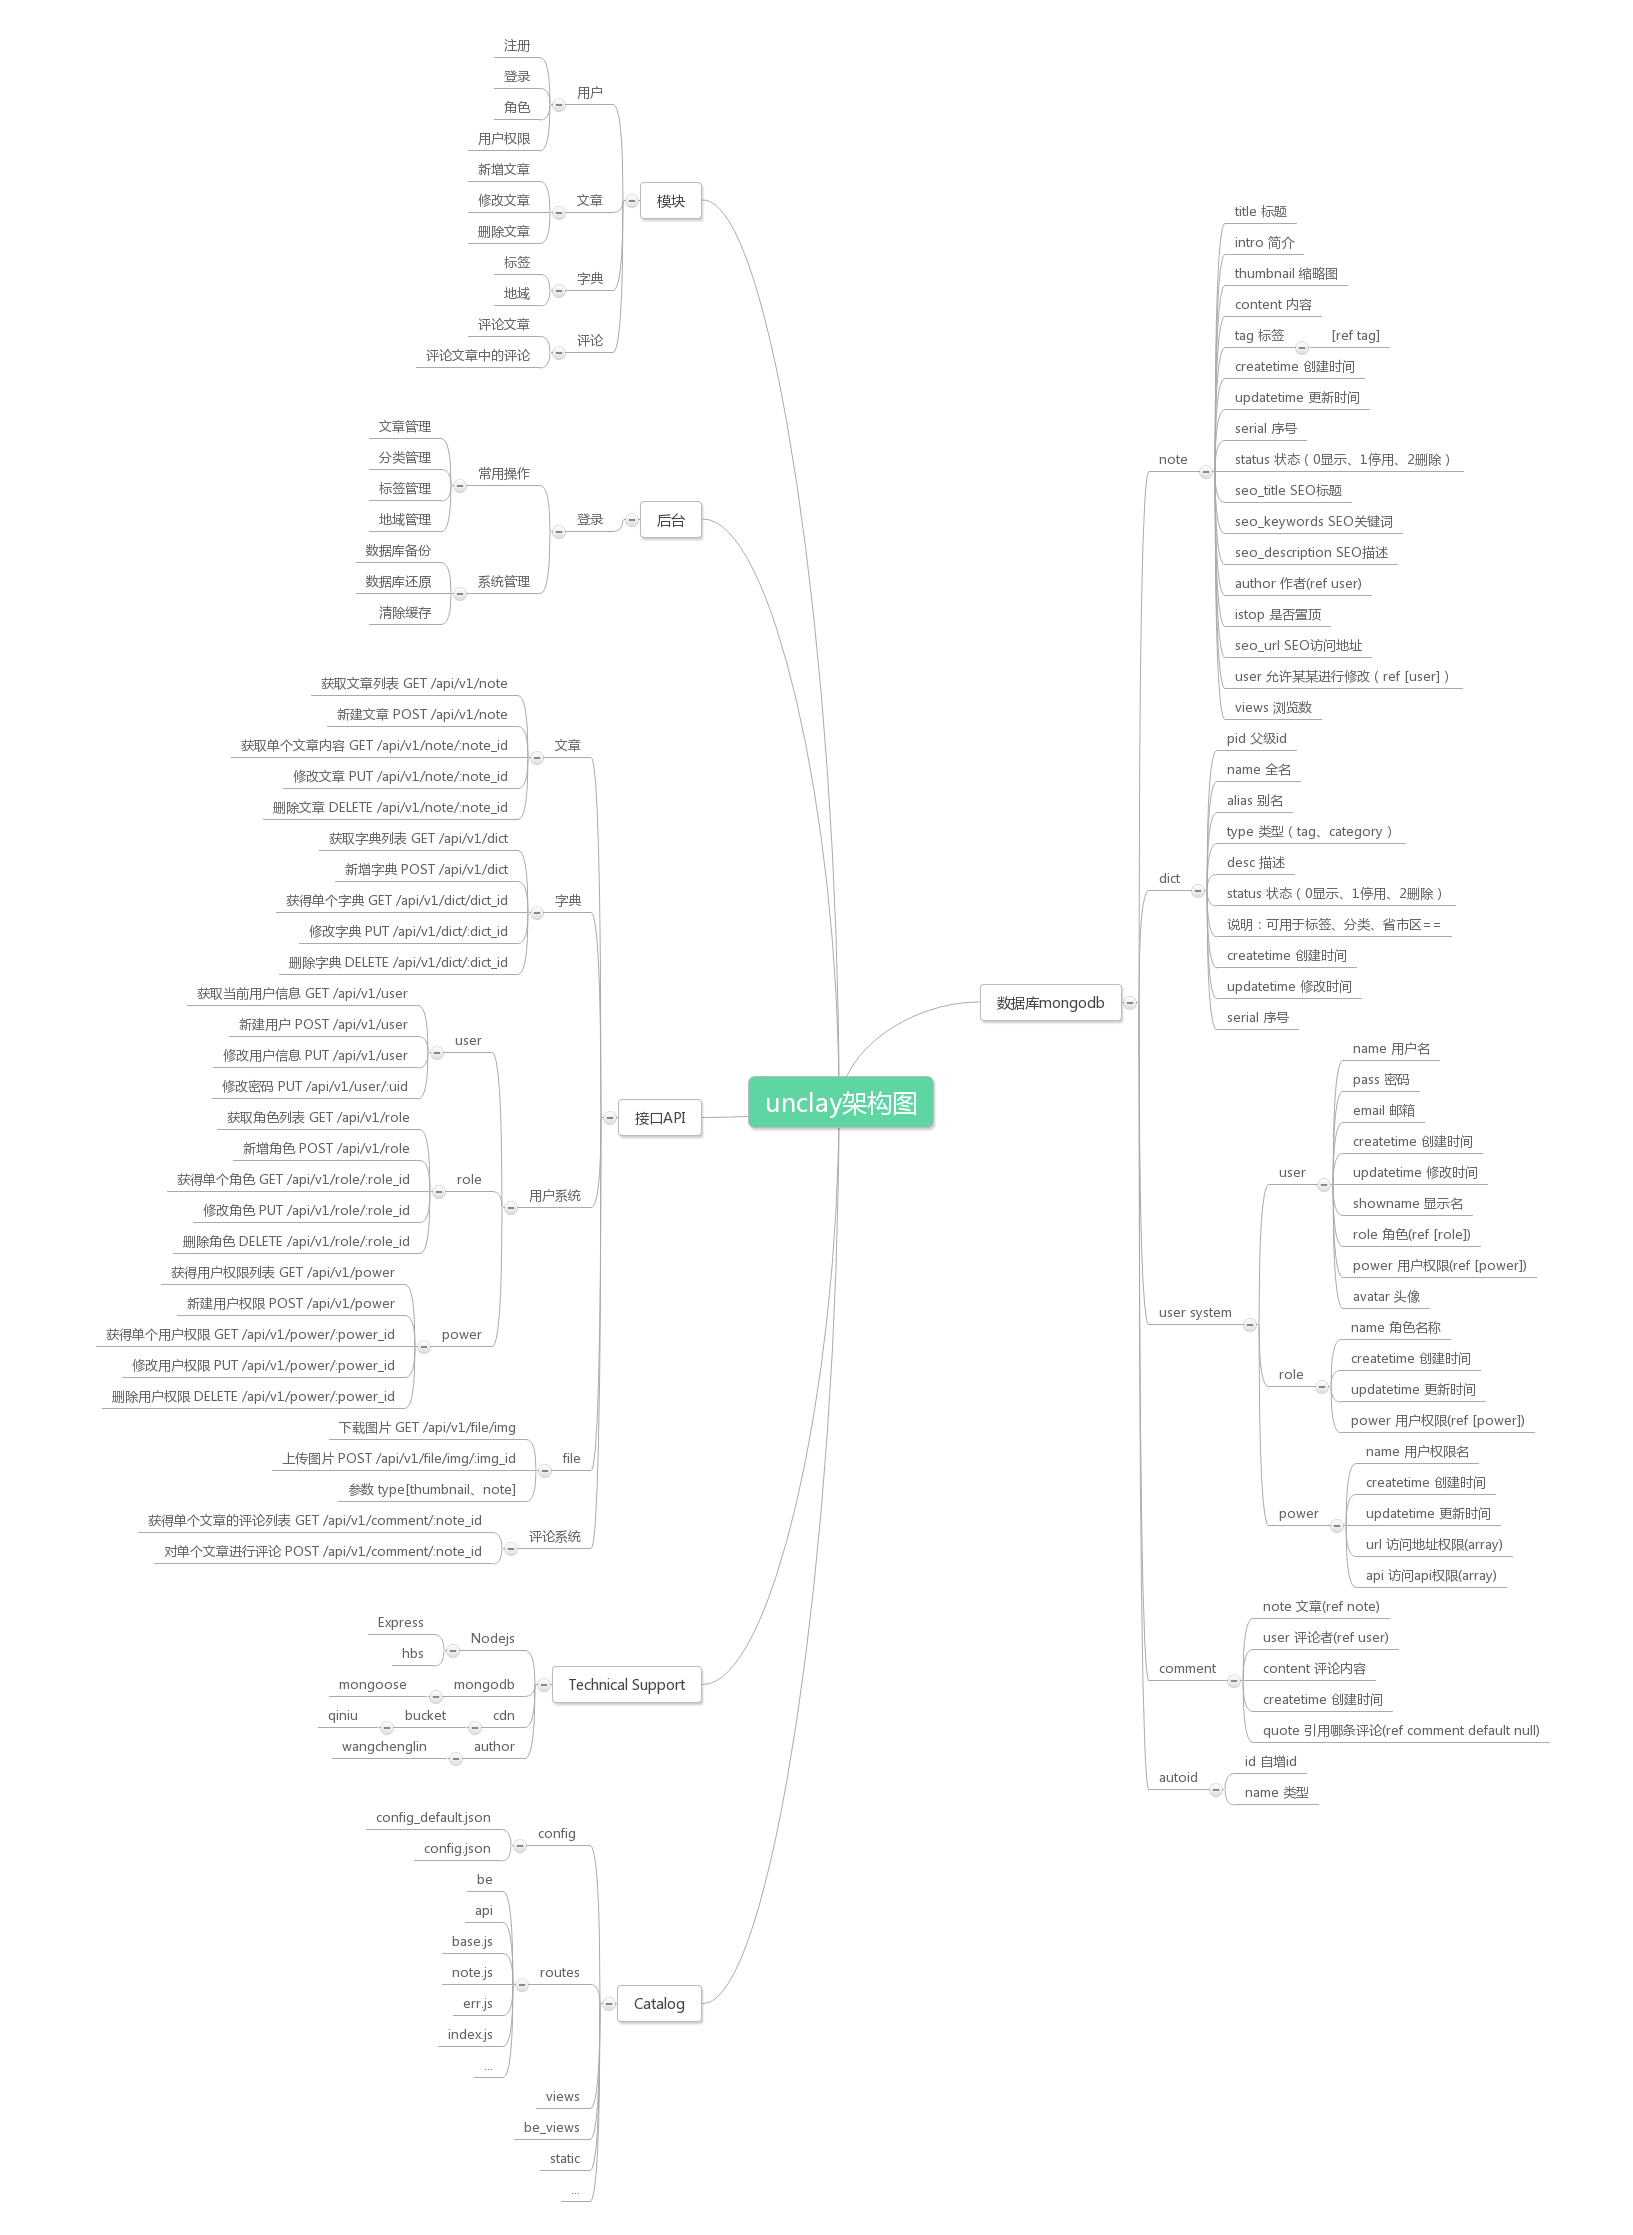 unclay架构图
模块
用户
注册
登录
角色
用户权限
文章
新增文章
修改文章
删除文章
字典
标签
地域
评论
评论文章
评论文章中的评论
后台
登录
常用操作
文章管理
分类管理
标签管理
地域管理
系统管理
数据库备份
数据库还原
清除缓存
接口API
文章
获取文章列表 GET /api/v1/note
新建文章 POST /api/v1/note
获取单个文章内容 GET /api/v1/note/:note_id
修改文章 PUT /api/v1/note/:note_id
删除文章 DELETE /api/v1/note/:note_id
字典
获取字典列表 GET /api/v1/dict
新增字典 POST /api/v1/dict
获得单个字典 GET /api/v1/dict/dict_id
修改字典 PUT /api/v1/dict/:dict_id
删除字典 DELETE /api/v1/dict/:dict_id
用户系统
user
获取当前用户信息 GET /api/v1/user
新建用户 POST /api/v1/user
修改用户信息 PUT /api/v1/user
修改密码 PUT /api/v1/user/:uid
role
获取角色列表 GET /api/v1/role
新增角色 POST /api/v1/role
获得单个角色 GET /api/v1/role/:role_id
修改角色 PUT /api/v1/role/:role_id
删除角色 DELETE /api/v1/role/:role_id
power
获得用户权限列表 GET /api/v1/power
新建用户权限 POST /api/v1/power
获得单个用户权限 GET /api/v1/power/:power_id
修改用户权限 PUT /api/v1/power/:power_id
删除用户权限 DELETE /api/v1/power/:power_id
file
下载图片 GET /api/v1/file/img
上传图片 POST /api/v1/file/img/:img_id
参数 type[thumbnail、note]
评论系统
获得单个文章的评论列表 GET /api/v1/comment/:note_id
对单个文章进行评论 POST /api/v1/comment/:note_id
Technical Support
Nodejs
Express
hbs
mongodb
mongoose
cdn
bucket
qiniu
author
wangchenglin
Catalog
config
config_default.json
config.json
routes
be
api
base.js
note.js
err.js
index.js
...
views
be_views
static
...
数据库mongodb
note
title 标题
intro 简介
thumbnail 缩略图
content 内容
tag 标签
[ref tag]
createtime 创建时间
updatetime 更新时间
serial 序号
status 状态（0显示、1停用、2删除）
seo_title SEO标题
seo_keywords SEO关键词
seo_description SEO描述
author 作者(ref user)
istop 是否置顶
seo_url SEO访问地址
user 允许某某进行修改（ref [user]）
views 浏览数
dict
pid 父级id
name 全名
alias 别名
type 类型（tag、category）
desc 描述
status 状态（0显示、1停用、2删除）
说明：可用于标签、分类、省市区==
createtime 创建时间
updatetime 修改时间
serial 序号
user system
user
name 用户名
pass 密码
email 邮箱
createtime 创建时间
updatetime 修改时间
showname 显示名
role 角色(ref [role])
power 用户权限(ref [power])
avatar 头像
role
name 角色名称
createtime 创建时间
updatetime 更新时间
power 用户权限(ref [power])
power
name 用户权限名
createtime 创建时间
updatetime 更新时间
url 访问地址权限(array)
api 访问api权限(array)
comment
note 文章(ref note)
user 评论者(ref user)
content 评论内容
createtime 创建时间
quote 引用哪条评论(ref comment default null)
autoid
id 自增id
name 类型